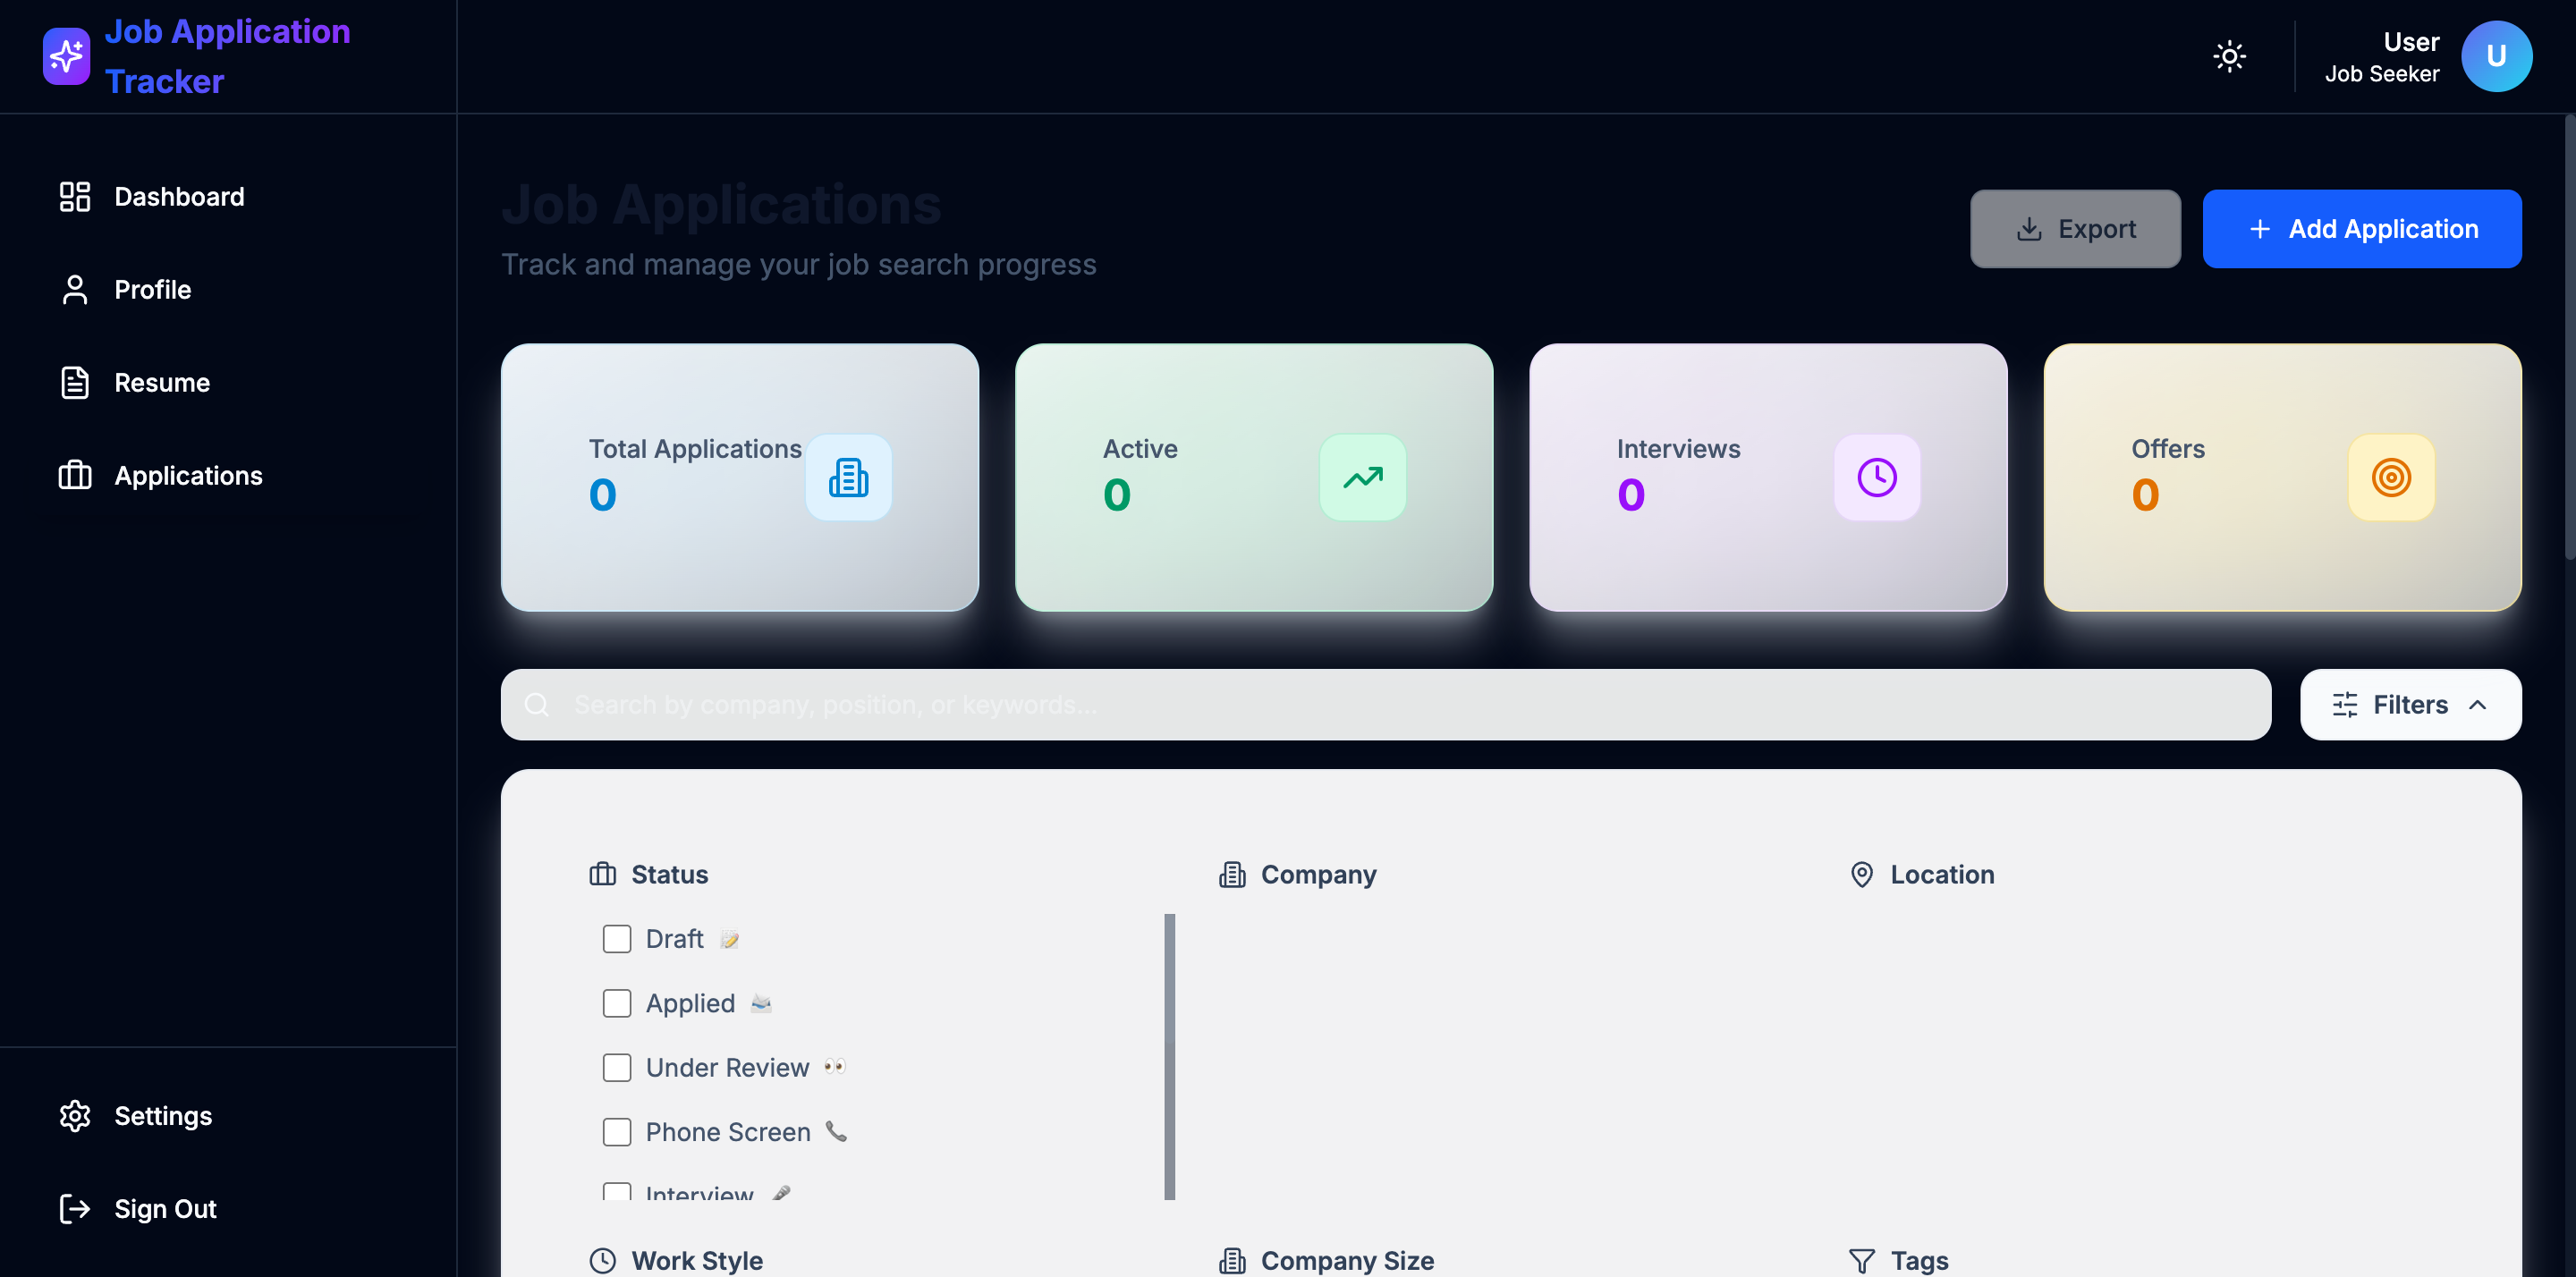 Job Application
Tracker
User
Job Seeker
U
Dashboard
Profile
Resume
Applications
Settings
Sign Out
Job Applications
Track and manage your job search progress
Export
Add Application
Total Applications
0
Active
0
Interviews
0
Offers
0
Search by company, position, or keywords...
Filters
Status
Draft 📝
Applied 📨
Under Review 👀
Phone Screen 📞
Interview 🎤
Company
Location
Work Style
Company Size
Tags